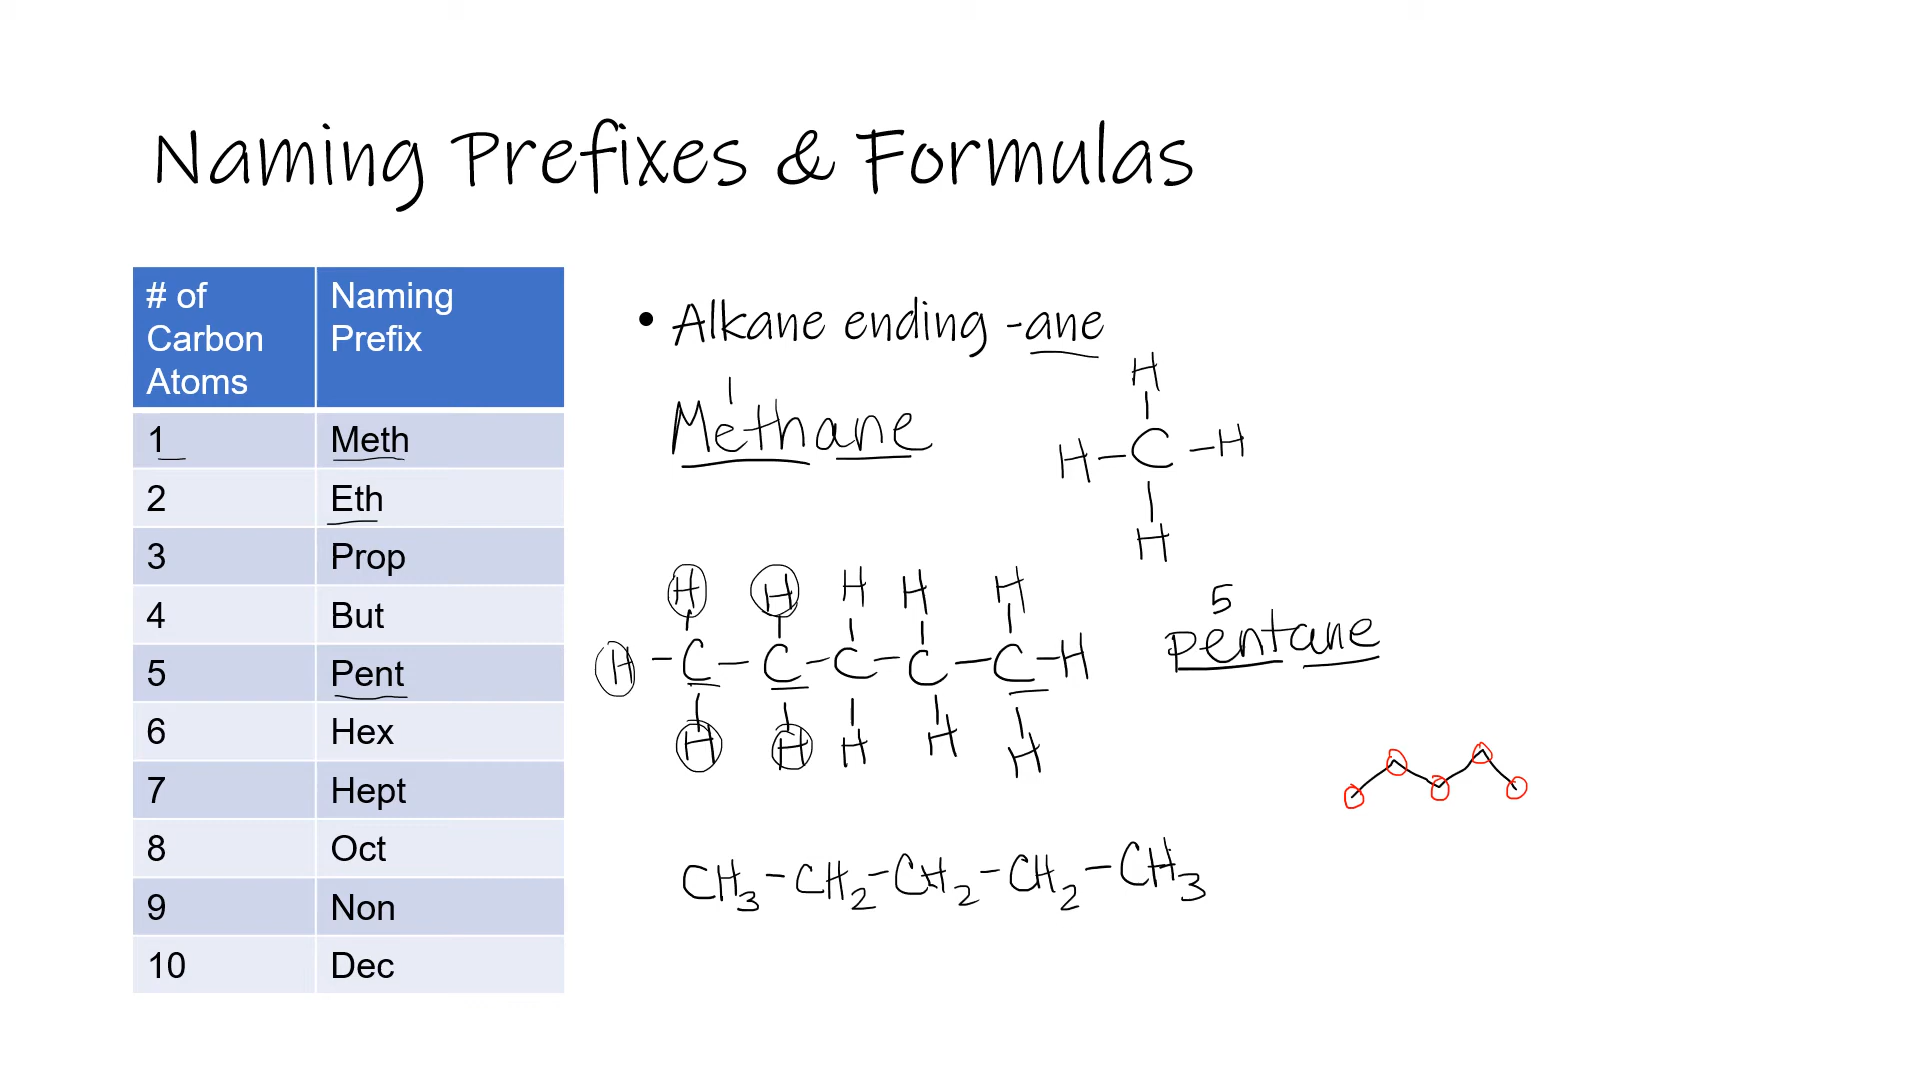 Naming Prefixes & Formulas
# of Carbon Atoms Naming Prefix
1 Meth
2 Eth
3 Prop
4 But
5 Pent
6 Hex
7 Hept
8 Oct
9 Non
10 Dec
• Alkane ending -ane
1
Methane
H
H-C-H
H
H H H H H
H-C-C-C-C-C-H
H H H H H
5
pentane
CH3-CH2-CH2-CH2-CH3